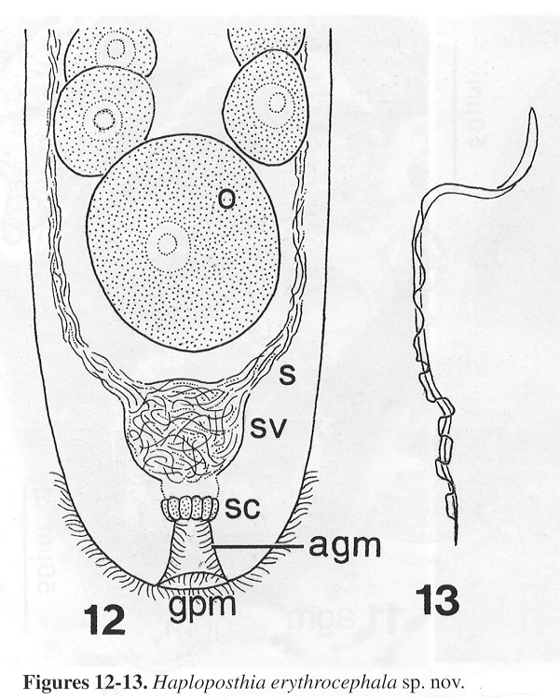 o
s
sv
sc
agm
gpm
12
13
Figures 12-13. Haploposthia erythrocephala sp. nov.